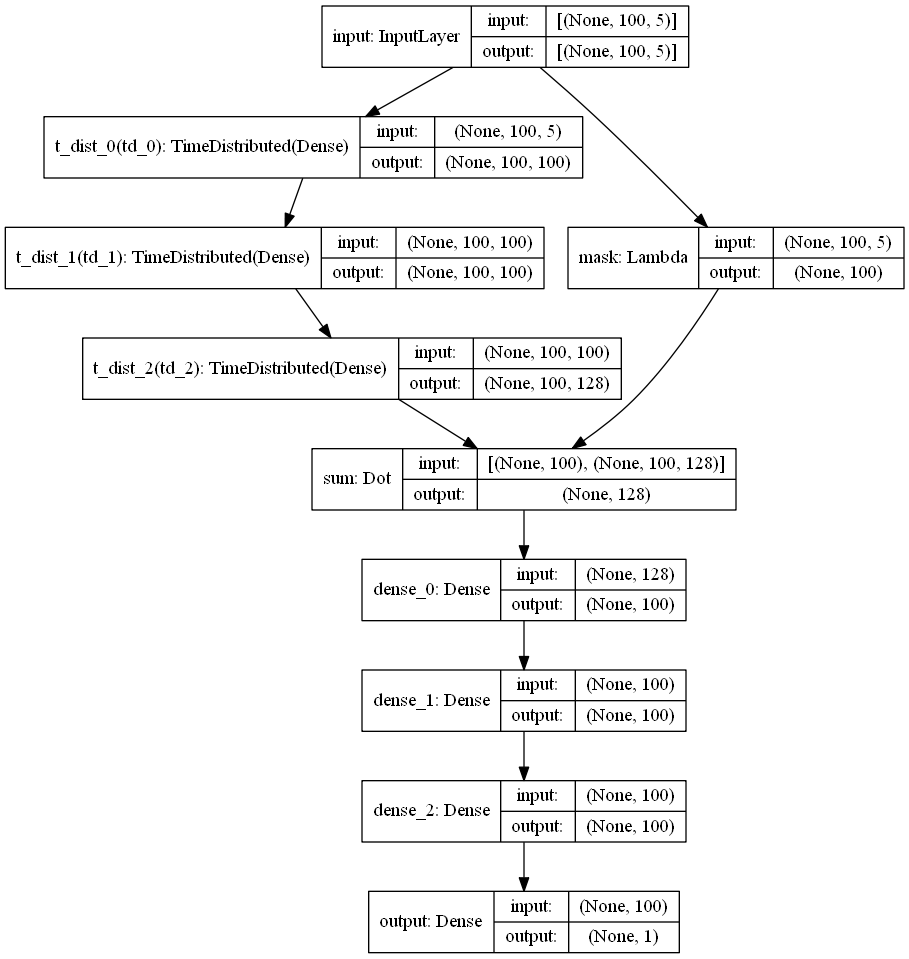 input: InputLayer
input: [(None, 100, 5)]
output: [(None, 100, 5)]
t_dist_0(td_0): TimeDistributed(Dense)
input: (None, 100, 5)
output: (None, 100, 100)
t_dist_1(td_1): TimeDistributed(Dense)
input: (None, 100, 100)
output: (None, 100, 100)
mask: Lambda
input: (None, 100, 5)
output: (None, 100)
t_dist_2(td_2): TimeDistributed(Dense)
input: (None, 100, 100)
output: (None, 100, 128)
sum: Dot
input: [(None, 100), (None, 100, 128)]
output: (None, 128)
dense_0: Dense
input: (None, 128)
output: (None, 100)
dense_1: Dense
input: (None, 100)
output: (None, 100)
dense_2: Dense
input: (None, 100)
output: (None, 100)
output: Dense
input: (None, 100)
output: (None, 1)